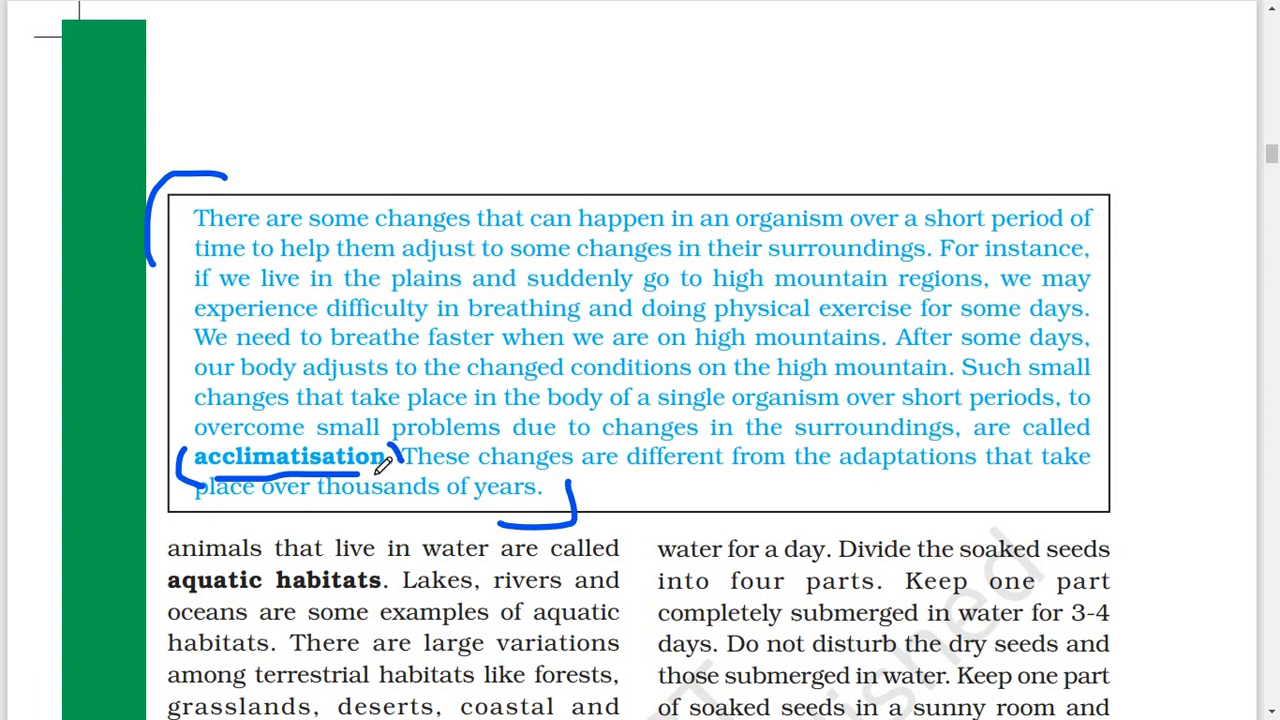 There are some changes that can happen in an organism over a short period of
time to help them adjust to some changes in their surroundings. For instance,
if we live in the plains and suddenly go to high mountain regions, we may
experience difficulty in breathing and doing physical exercise for some days.
We need to breathe faster when we are on high mountains. After some days,
our body adjusts to the changed conditions on the high mountain. Such small
changes that take place in the body of a single organism over short periods, to
overcome small problems due to changes in the surroundings, are called
acclimatisation. These changes are different from the adaptations that take
place over thousands of years.
animals that live in water are called
aquatic habitats. Lakes, rivers and
oceans are some examples of aquatic
habitats. There are large variations
among terrestrial habitats like forests,
grasslands, deserts, coastal and
water for a day. Divide the soaked seeds
into four parts. Keep one part
completely submerged in water for 3-4
days. Do not disturb the dry seeds and
those submerged in water. Keep one part
of soaked seeds in a sunny room and